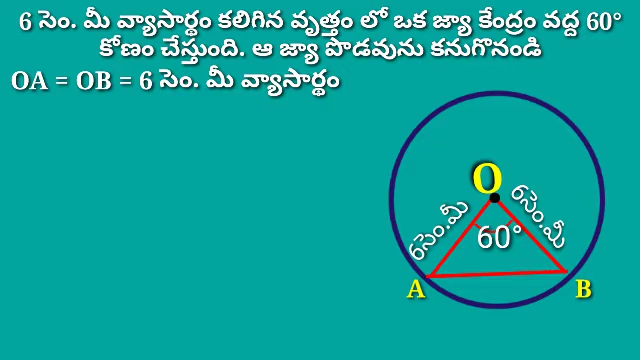 6 సెం. మీ వ్యాసార్థం కలిగిన వృత్తం లో ఒక జ్యా కేంద్రం వద్ద 60°
కోణం చేస్తుంది. ఆ జ్యా పొడవును కనుగొనండి
OA = OB = 6 సెం. మీ వ్యాసార్థం
O
6సెం.మీ
6సెం.మీ
60°
A
B